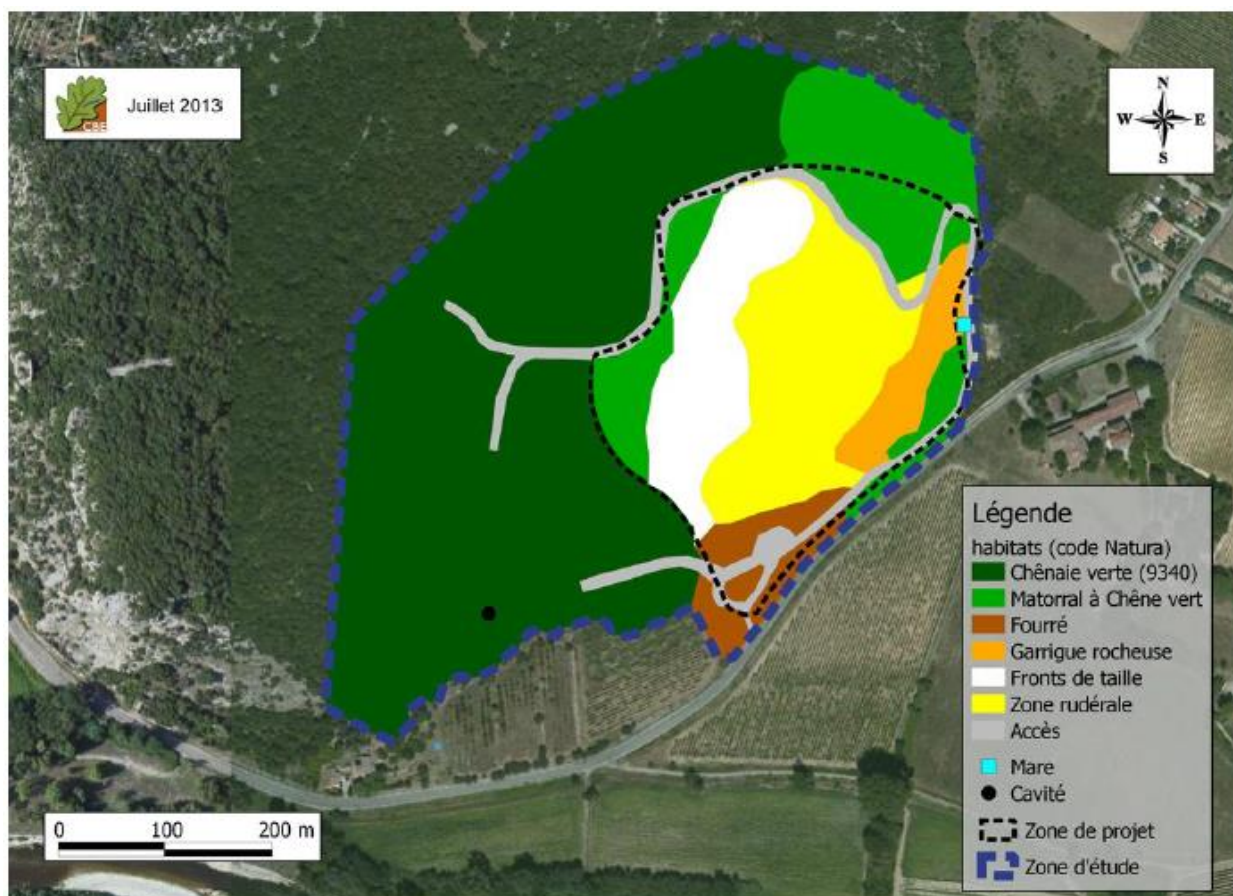 CBE
Juillet 2013
N
W E
S
Légende
habitats (code Natura)
Chênaie verte (9340)
Matorral à Chêne vert
Fourré
Garrigue rocheuse
Fronts de taille
Zone rudérale
Accès
Mare
Cavité
Zone de projet
Zone d'étude
0 100 200 m